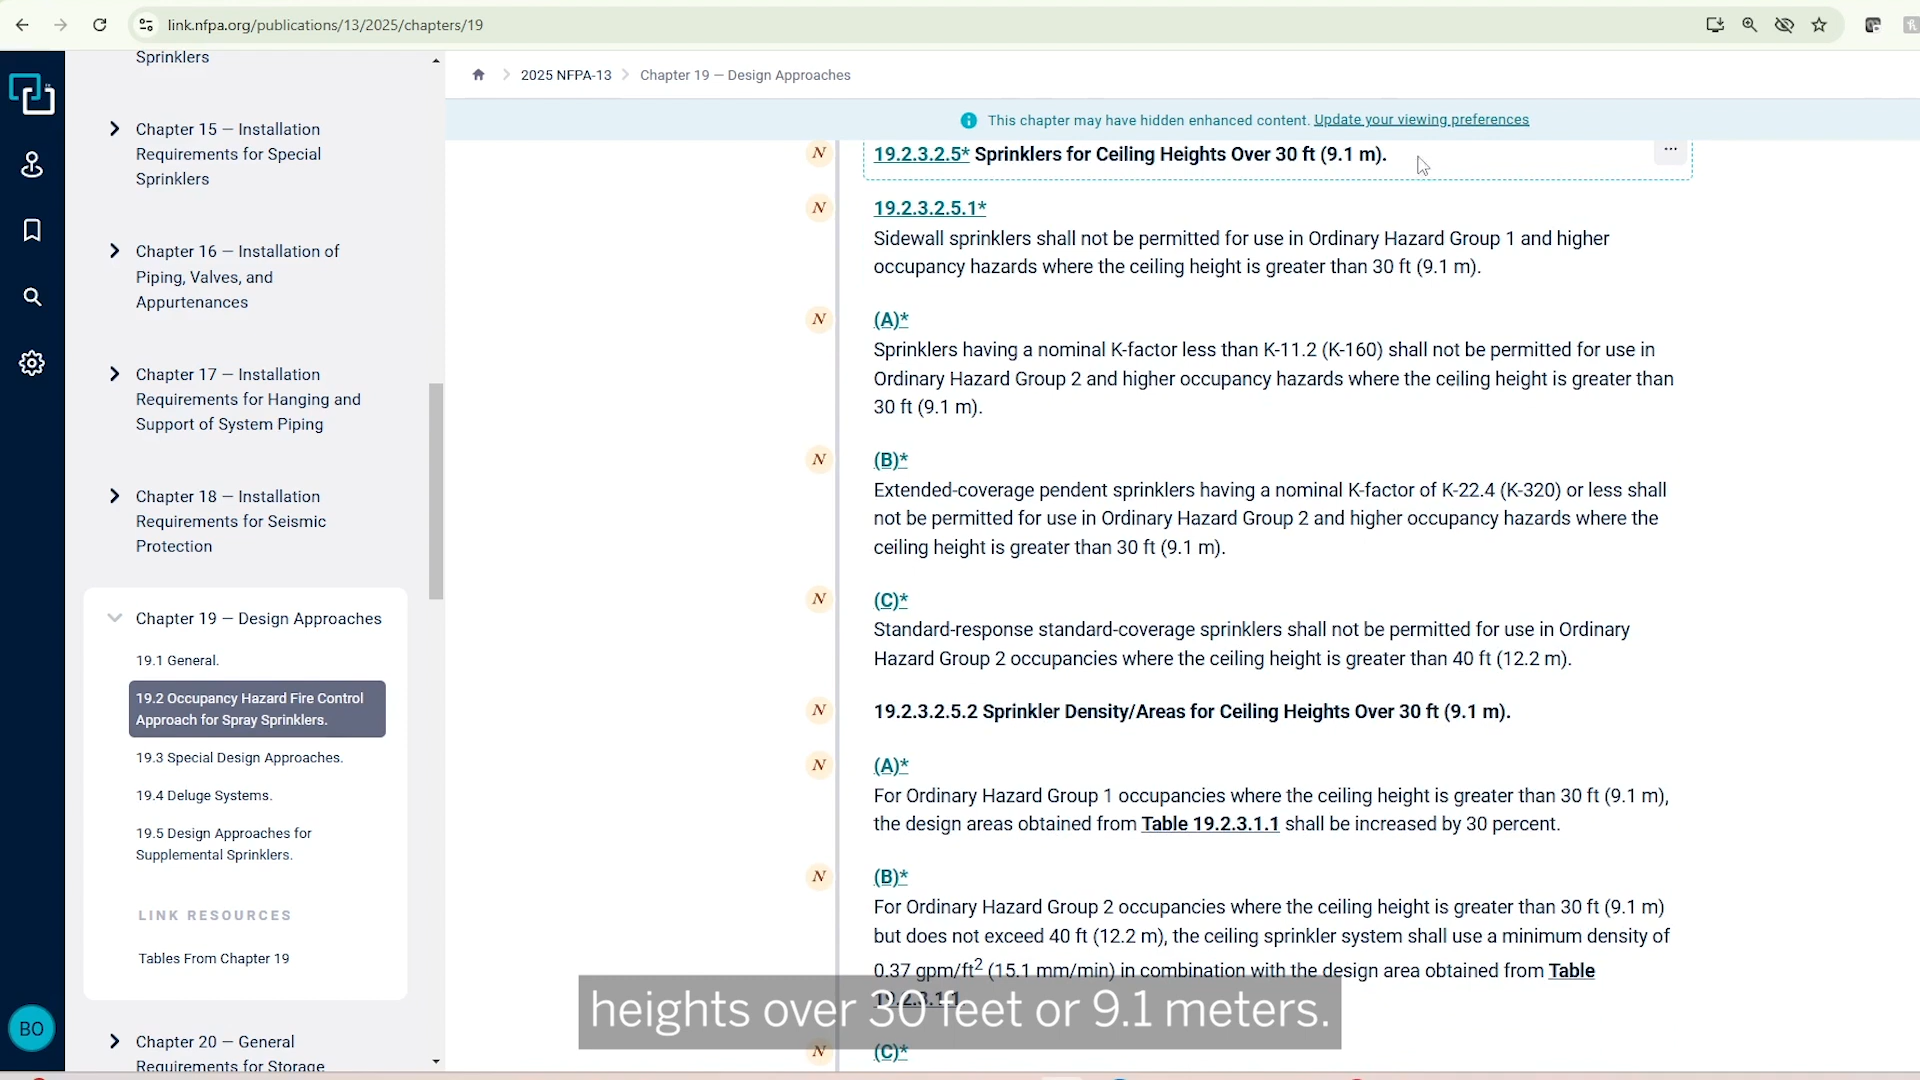 link.nfpa.org/publications/13/2025/chapters/19
Sprinklers
Chapter 15 – Installation
Requirements for Special
Sprinklers
Chapter 16 – Installation of
Piping, Valves, and
Appurtenances
Chapter 17 – Installation
Requirements for Hanging and
Support of System Piping
Chapter 18 – Installation
Requirements for Seismic
Protection
Chapter 19 – Design Approaches
19.1 General.
19.2 Occupancy Hazard Fire Control
Approach for Spray Sprinklers.
19.3 Special Design Approaches.
19.4 Deluge Systems.
19.5 Design Approaches for
Supplemental Sprinklers.
LINK RESOURCES
Tables From Chapter 19
Chapter 20 – General
Requirements for Storage
BO
2025 NFPA-13 Chapter 19 – Design Approaches
This chapter may have hidden enhanced content. Update your viewing preferences
N 19.2.3.2.5* Sprinklers for Ceiling Heights Over 30 ft (9.1 m). ...
N 19.2.3.2.5.1*
Sidewall sprinklers shall not be permitted for use in Ordinary Hazard Group 1 and higher
occupancy hazards where the ceiling height is greater than 30 ft (9.1 m).
N (A)*
Sprinklers having a nominal K-factor less than K-11.2 (K-160) shall not be permitted for use in
Ordinary Hazard Group 2 and higher occupancy hazards where the ceiling height is greater than
30 ft (9.1 m).
N (B)*
Extended-coverage pendent sprinklers having a nominal K-factor of K-22.4 (K-320) or less shall
not be permitted for use in Ordinary Hazard Group 2 and higher occupancy hazards where the
ceiling height is greater than 30 ft (9.1 m).
N (C)*
Standard-response standard-coverage sprinklers shall not be permitted for use in Ordinary
Hazard Group 2 occupancies where the ceiling height is greater than 40 ft (12.2 m).
N 19.2.3.2.5.2 Sprinkler Density/Areas for Ceiling Heights Over 30 ft (9.1 m).
N (A)*
For Ordinary Hazard Group 1 occupancies where the ceiling height is greater than 30 ft (9.1 m),
the design areas obtained from Table 19.2.3.1.1 shall be increased by 30 percent.
N (B)*
For Ordinary Hazard Group 2 occupancies where the ceiling height is greater than 30 ft (9.1 m)
but does not exceed 40 ft (12.2 m), the ceiling sprinkler system shall use a minimum density of
0.37 gpm/ft² (15.1 mm/min) in combination with the design area obtained from Table
19.2.3.1.1.
heights over 30 feet or 9.1 meters.
N (C)*